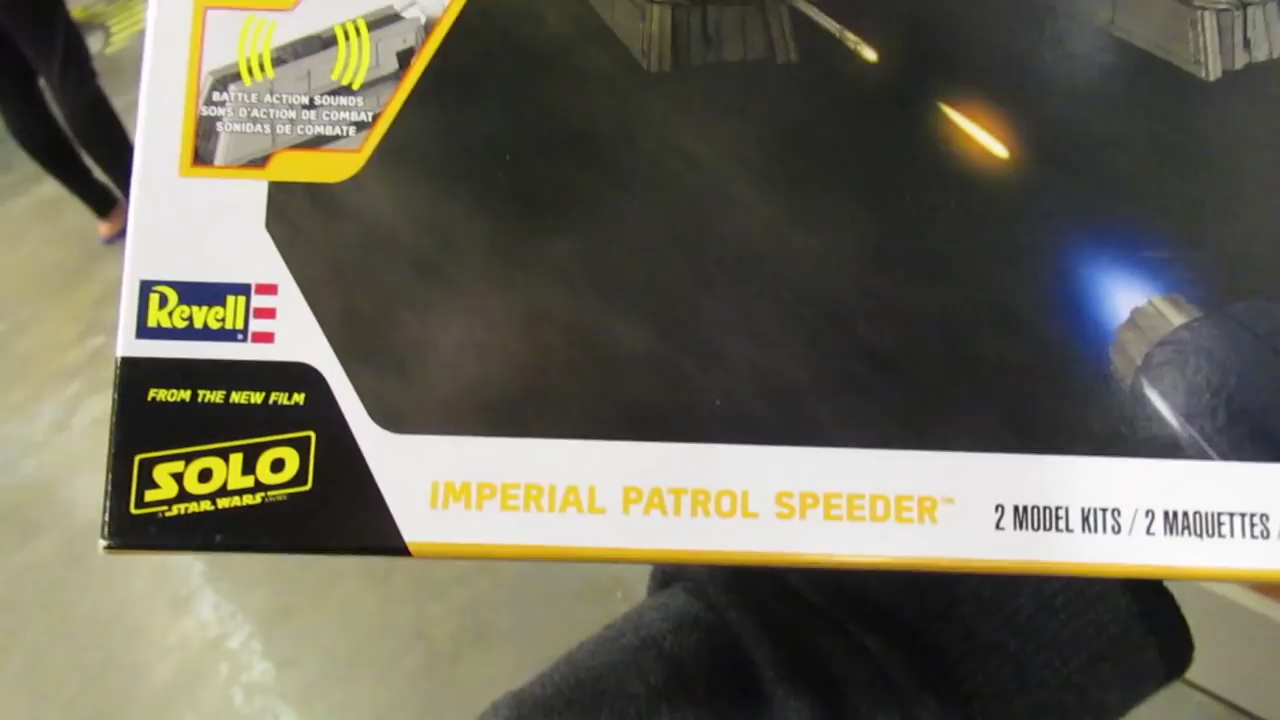 BATTLE ACTION SOUNDS
SONS D'ACTION DE COMBAT
SONIDAS DE COMBATE
Revell
FROM THE NEW FILM
SOLO
A STAR WARS STORY
IMPERIAL PATROL SPEEDER™
2 MODEL KITS / 2 MAQUETTES /